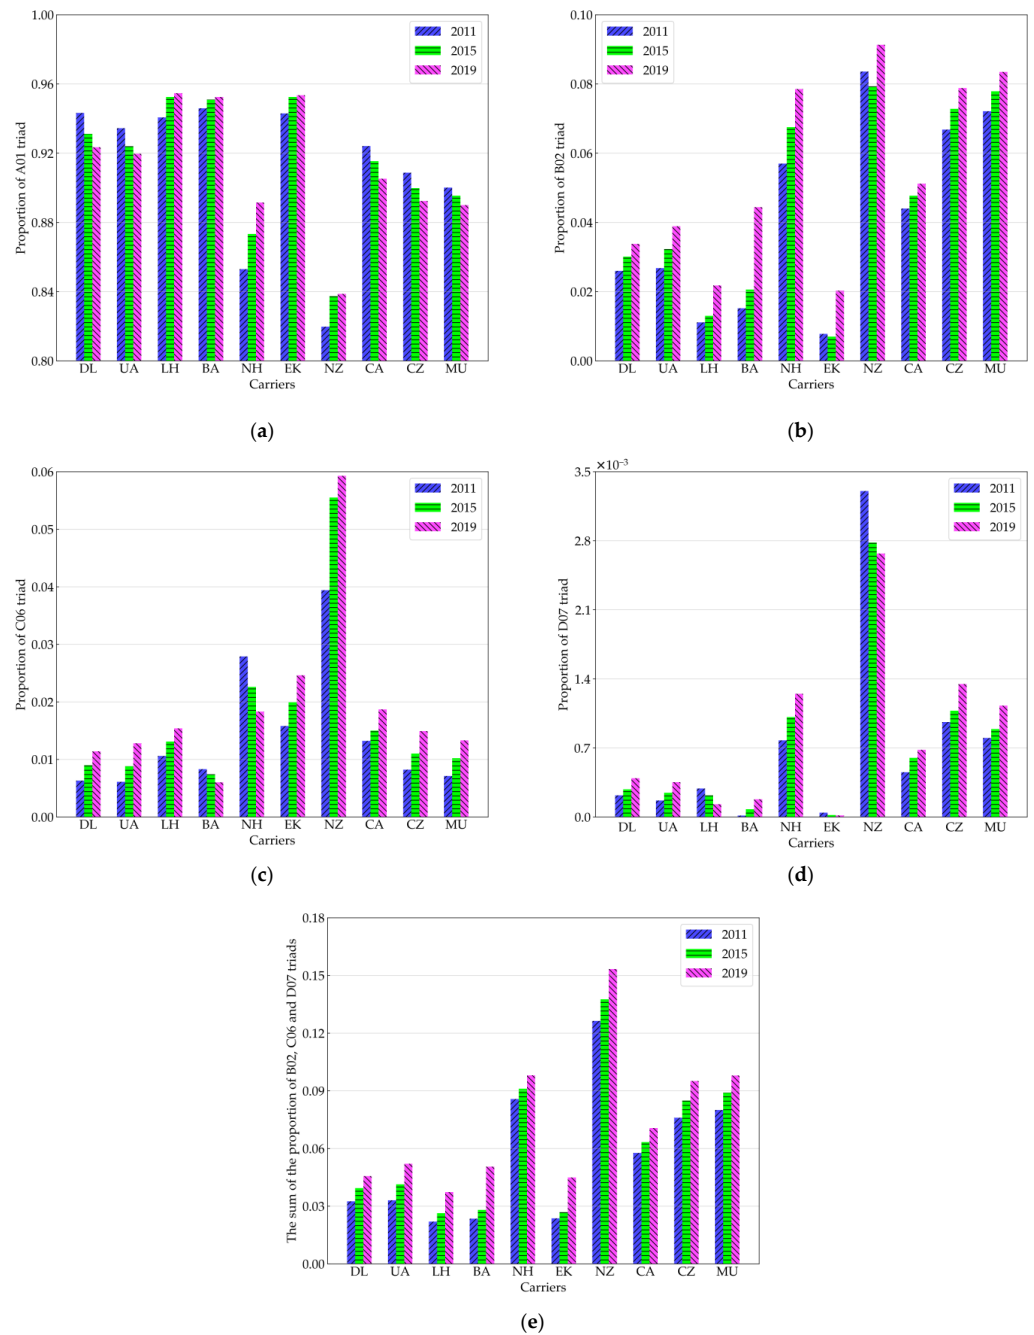 1.00
0.96
0.92
0.88
0.84
0.80
Proportion of A01 triad
2011
2015
2019
DL UA LH BA NH EK NZ CA CZ MU
Carriers
(a)
0.10
0.08
0.06
0.04
0.02
0.00
Proportion of B02 triad
2011
2015
2019
DL UA LH BA NH EK NZ CA CZ MU
Carriers
(b)
0.06
0.05
0.04
0.03
0.02
0.01
0.00
Proportion of C06 triad
2011
2015
2019
DL UA LH BA NH EK NZ CA CZ MU
Carriers
(c)
×10⁻³
3.5
2.8
2.1
1.4
0.7
0.0
Proportion of D07 triad
2011
2015
2019
DL UA LH BA NH EK NZ CA CZ MU
Carriers
(d)
0.18
0.15
0.12
0.09
0.06
0.03
0.00
The sum of the proportion of B02, C06 and D07 triads
2011
2015
2019
DL UA LH BA NH EK NZ CA CZ MU
Carriers
(e)